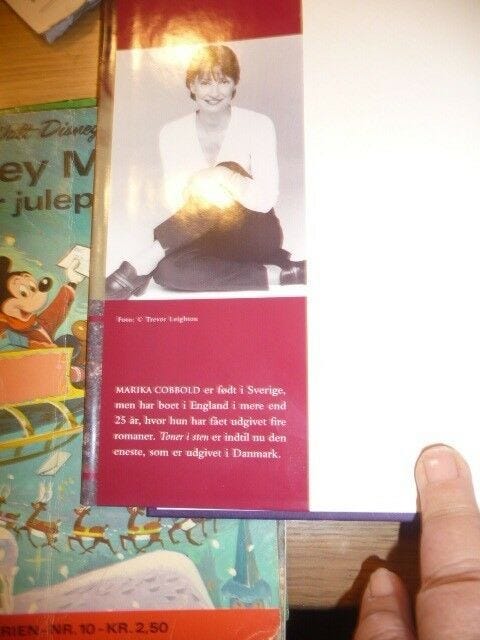 Walt Disney
ey M
julep
Foto: © Trevor Leighton
MARIKA COBBOLD er født i Sverige,
men har boet i England i mere end
25 år, hvor hun har fået udgivet fire
romaner. Toner i sten er indtil nu den
eneste, som er udgivet i Danmark.
RIEN-NR. 10-KR. 2,50